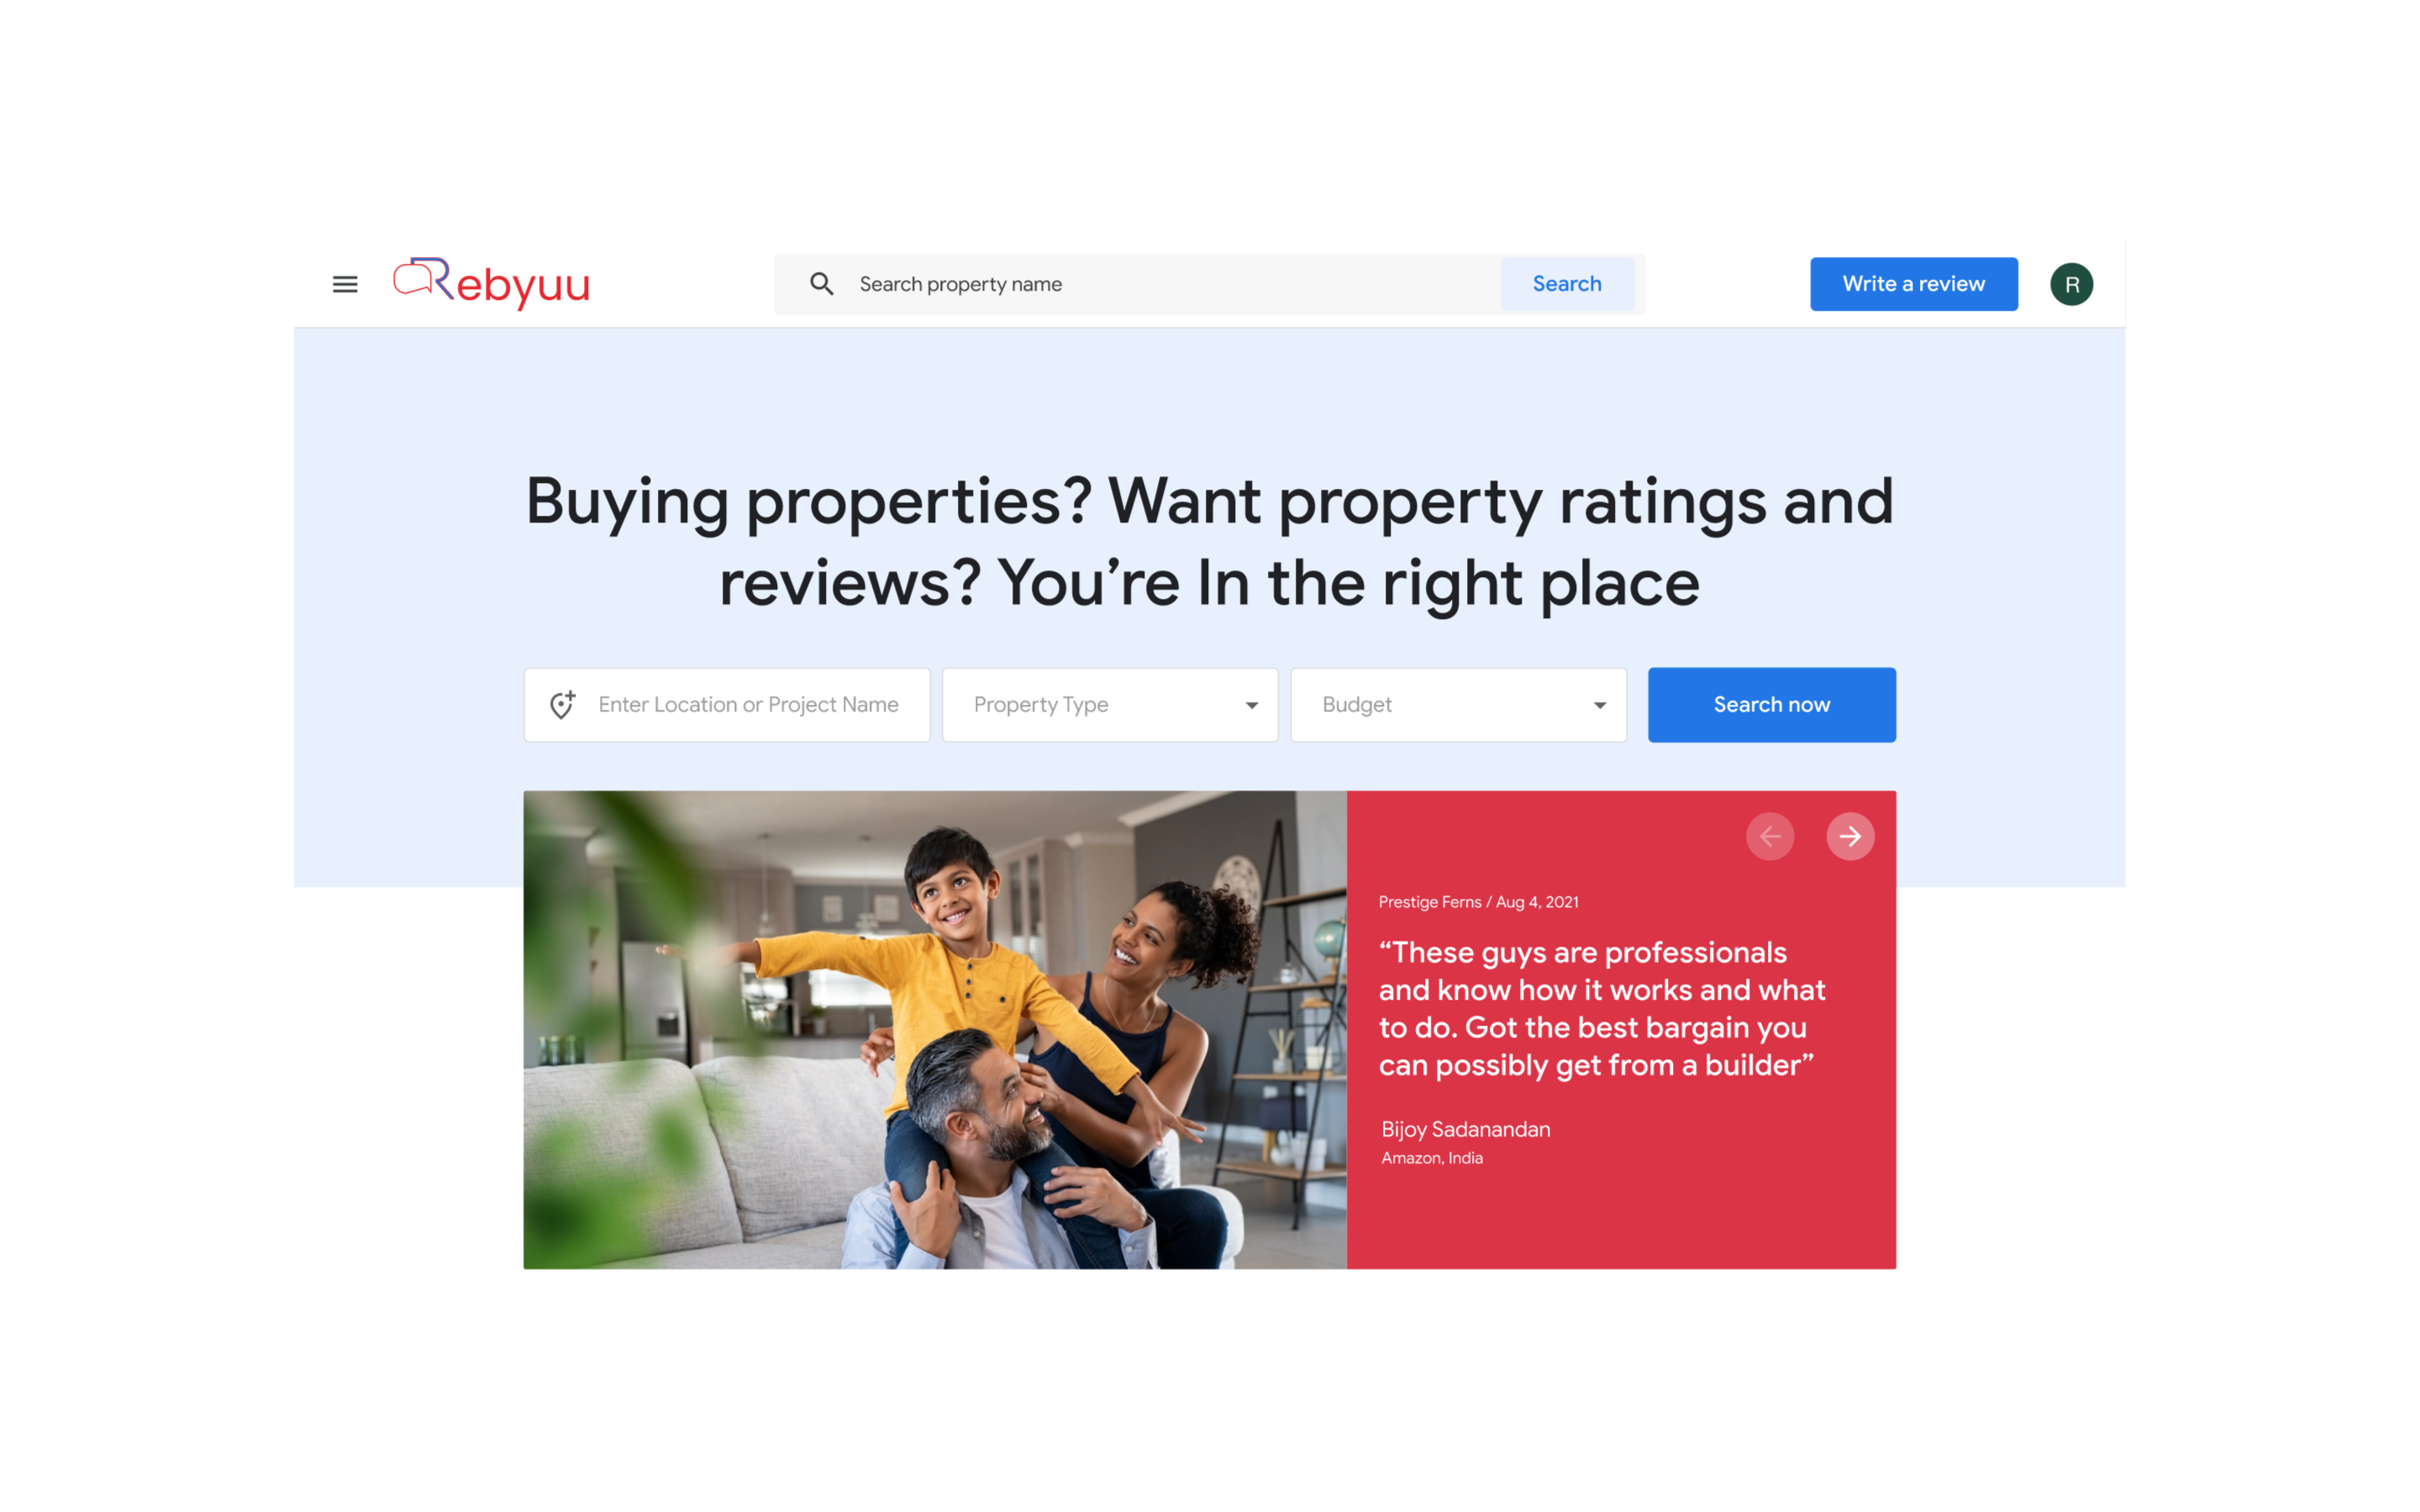 Rebyuu
Search property name
Search
Write a review
R
Buying properties? Want property ratings and
reviews? You’re In the right place
Enter Location or Project Name
Property Type
Budget
Search now
Prestige Ferns / Aug 4, 2021
“These guys are professionals
and know how it works and what
to do. Got the best bargain you
can possibly get from a builder”
Bijoy Sadanandan
Amazon, India